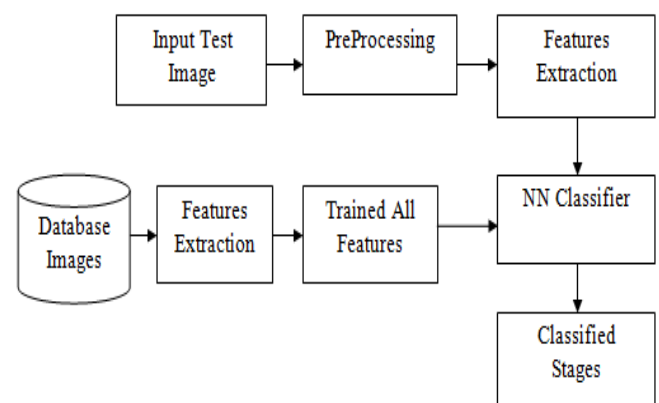 Input Test
Image
PreProcessing
Features
Extraction
Database
Images
Features
Extraction
Trained All
Features
NN Classifier
Classified
Stages